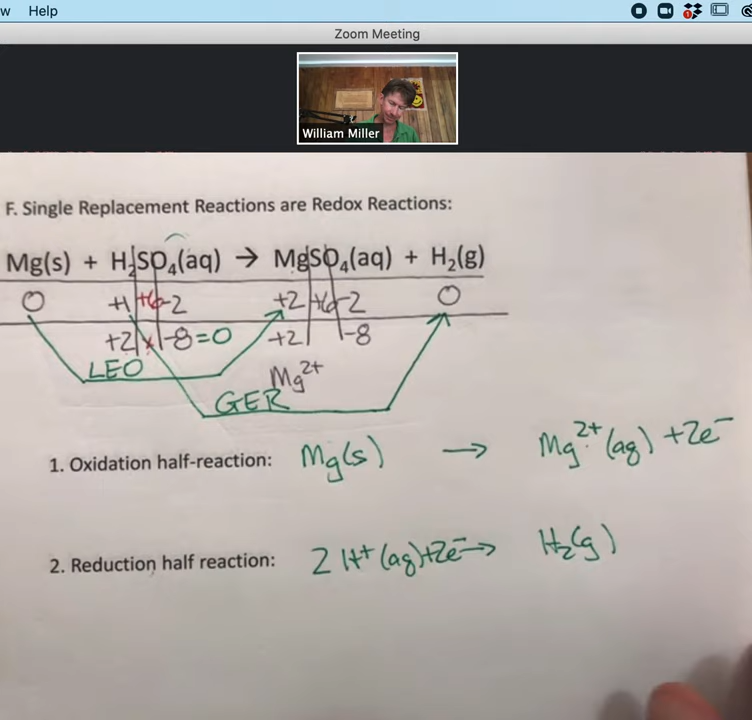 w Help
Zoom Meeting
William Miller
F. Single Replacement Reactions are Redox Reactions:
Mg(s) + H₂SO₄(aq) → MgSO₄(aq) + H₂(g)
0 +1 +6 -2 +2 +6 -2 0
+2 x -8=0 +2 -8
LEO Mg²⁺
GER
1. Oxidation half-reaction: Mg(s) → Mg²⁺(aq) +2e⁻
2. Reduction half reaction: 2H⁺(aq)+2e⁻→ H₂(g)